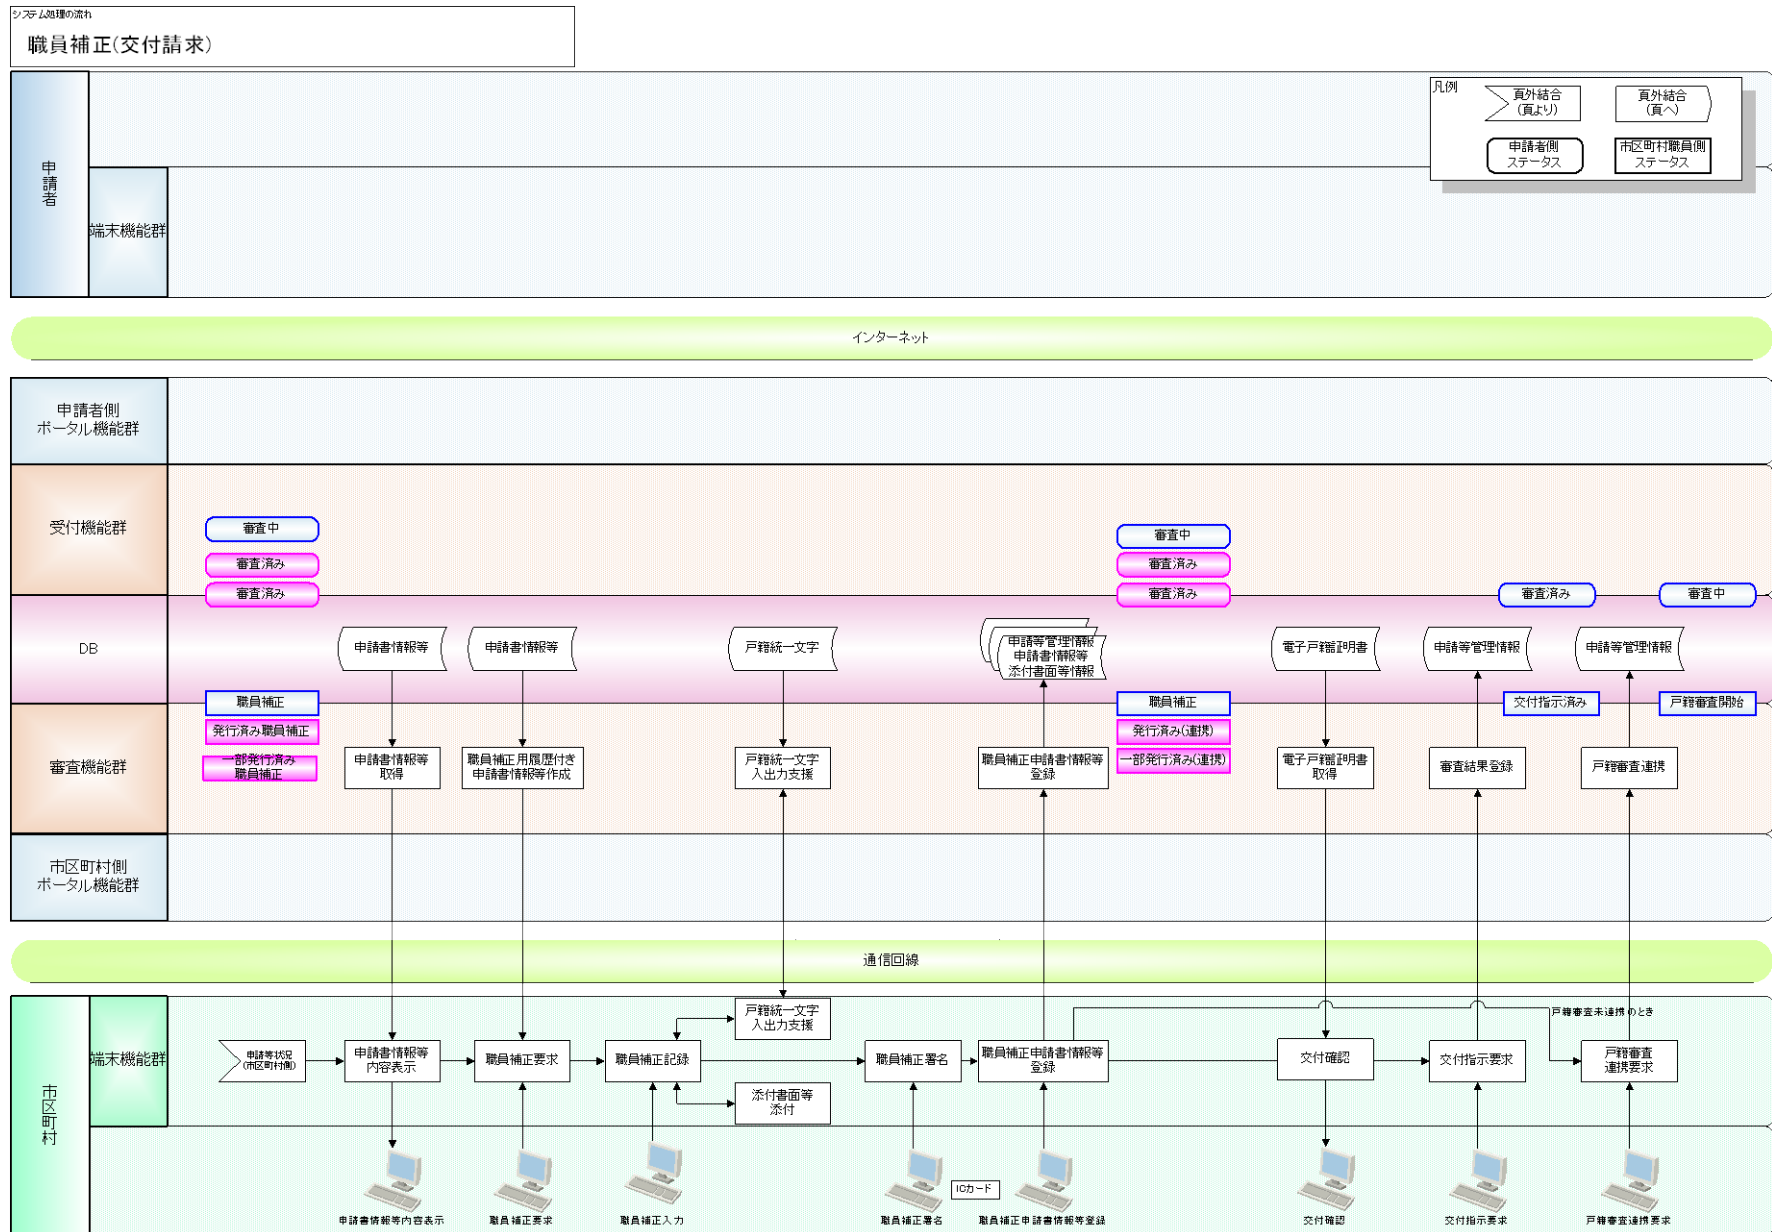 システム処理の流れ
職員補正(交付請求)
凡例
頁外結合
(頁より)
頁外結合
(頁へ)
申請者側
ステータス
市区町村職員側
ステータス
申請者
端末機能群
インターネット
申請者側
ポータル機能群
受付機能群
審査中
審査済み
審査済み
審査中
審査済み
審査済み
審査済み
審査中
DB
申請書情報等
申請書情報等
戸籍統一文字
申請等管理情報
申請書情報等
添付書面等情報
電子戸籍証明書
申請等管理情報
申請等管理情報
職員補正
発行済み職員補正
一部発行済み
職員補正
職員補正
発行済み(連携)
一部発行済み(連携)
交付指示済み
戸籍審査開始
審査機能群
申請書情報等
取得
職員補正用履歴付き
申請書情報等作成
戸籍統一文字
入出力支援
職員補正申請書情報等
登録
電子戸籍証明書
取得
審査結果登録
戸籍審査連携
市区町村側
ポータル機能群
通信回線
市区町村
端末機能群
申請等状況
(市区町村側)
申請書情報等
内容表示
職員補正要求
職員補正記録
戸籍統一文字
入出力支援
添付書面等
添付
職員補正署名
職員補正申請書情報等
登録
交付確認
交付指示要求
戸籍審査未連携のとき
戸籍審査
連携要求
申請書情報等内容表示
職員補正要求
職員補正入力
職員補正署名
ICカード
職員補正申請書情報等登録
交付確認
交付指示要求
戸籍審査連携要求